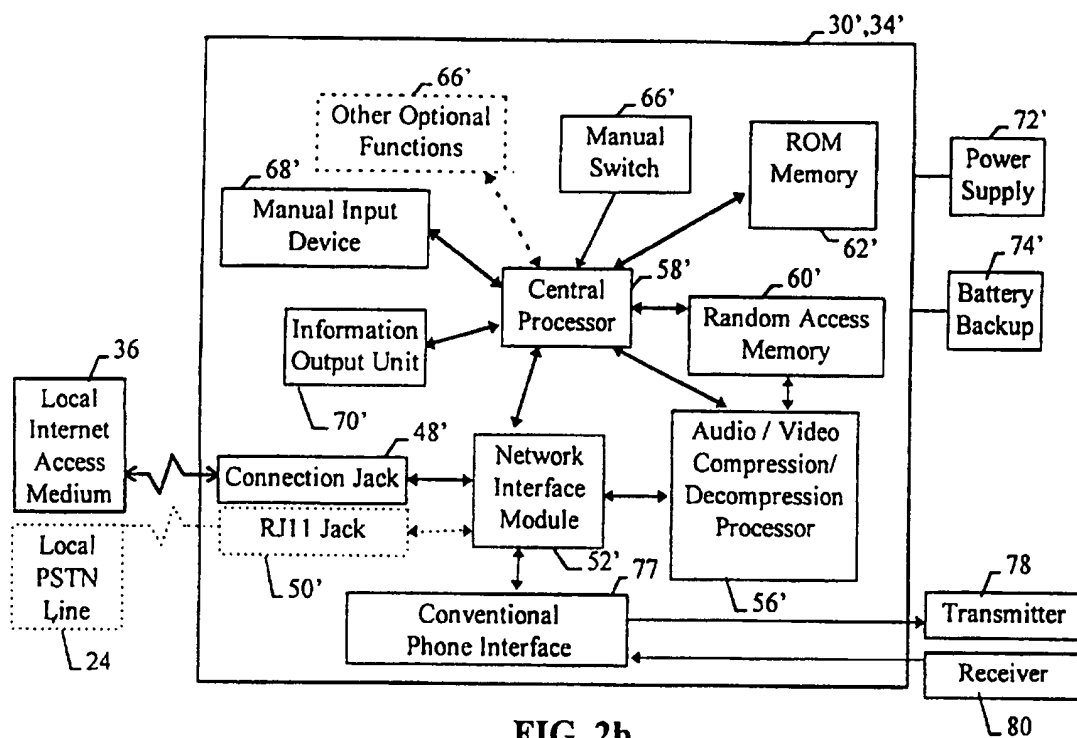 30',34'
66'
Other Optional
Functions
66'
Manual
Switch
ROM
Memory
62'
72'
Power
Supply
68'
Manual Input
Device
58'
Central
Processor
60'
Random Access
Memory
74'
Battery
Backup
Information
Output Unit
70'
36
Local
Internet
Access
Medium
48'
Connection Jack
RJ11 Jack
50'
Network
Interface
Module
52'
Audio / Video
Compression/
Decompression
Processor
56'
Local
PSTN
Line
24
77
Conventional
Phone Interface
78
Transmitter
Receiver
80
FIG. 2b